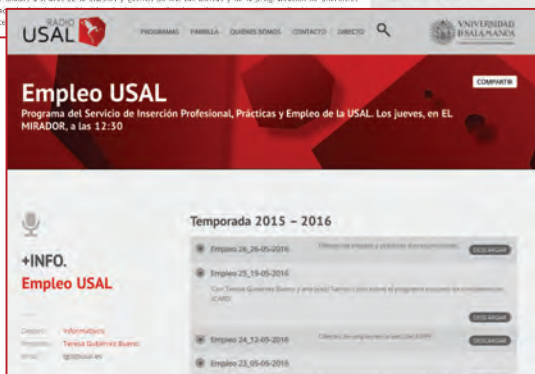 RADIO
USAL
PROGRAMAS PARRILLA QUIÉNES SOMOS CONTACTO DIRECTO
VNIVERSIDAD
D SALAMANCA
COMPARTIR
Empleo USAL
Programa del Servicio de Inserción Profesional, Prácticas y Empleo de la USAL. Los jueves, en EL
MIRADOR, a las 12:30
Temporada 2015 – 2016
Empleo 26_26-05-2016
DESCARGAR
Empleo 25_19-05-2016
DESCARGAR
+INFO.
Empleo USAL
Informativos
Teresa Gutiérrez Bueno
Empleo 24_12-05-2016
DESCARGAR
Empleo 23_05-05-2016